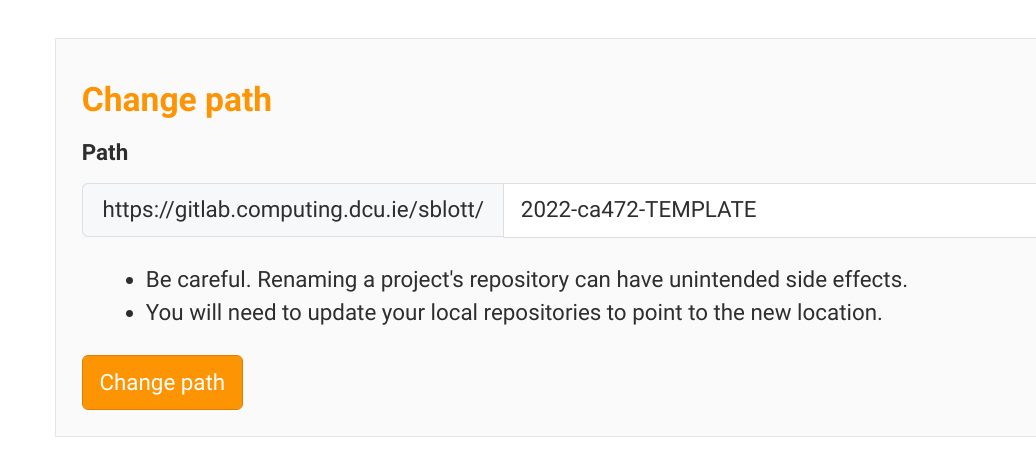 Change path
Path
https://gitlab.computing.dcu.ie/sblott/ 2022-ca472-TEMPLATE
Be careful. Renaming a project's repository can have unintended side effects.
You will need to update your local repositories to point to the new location.
Change path